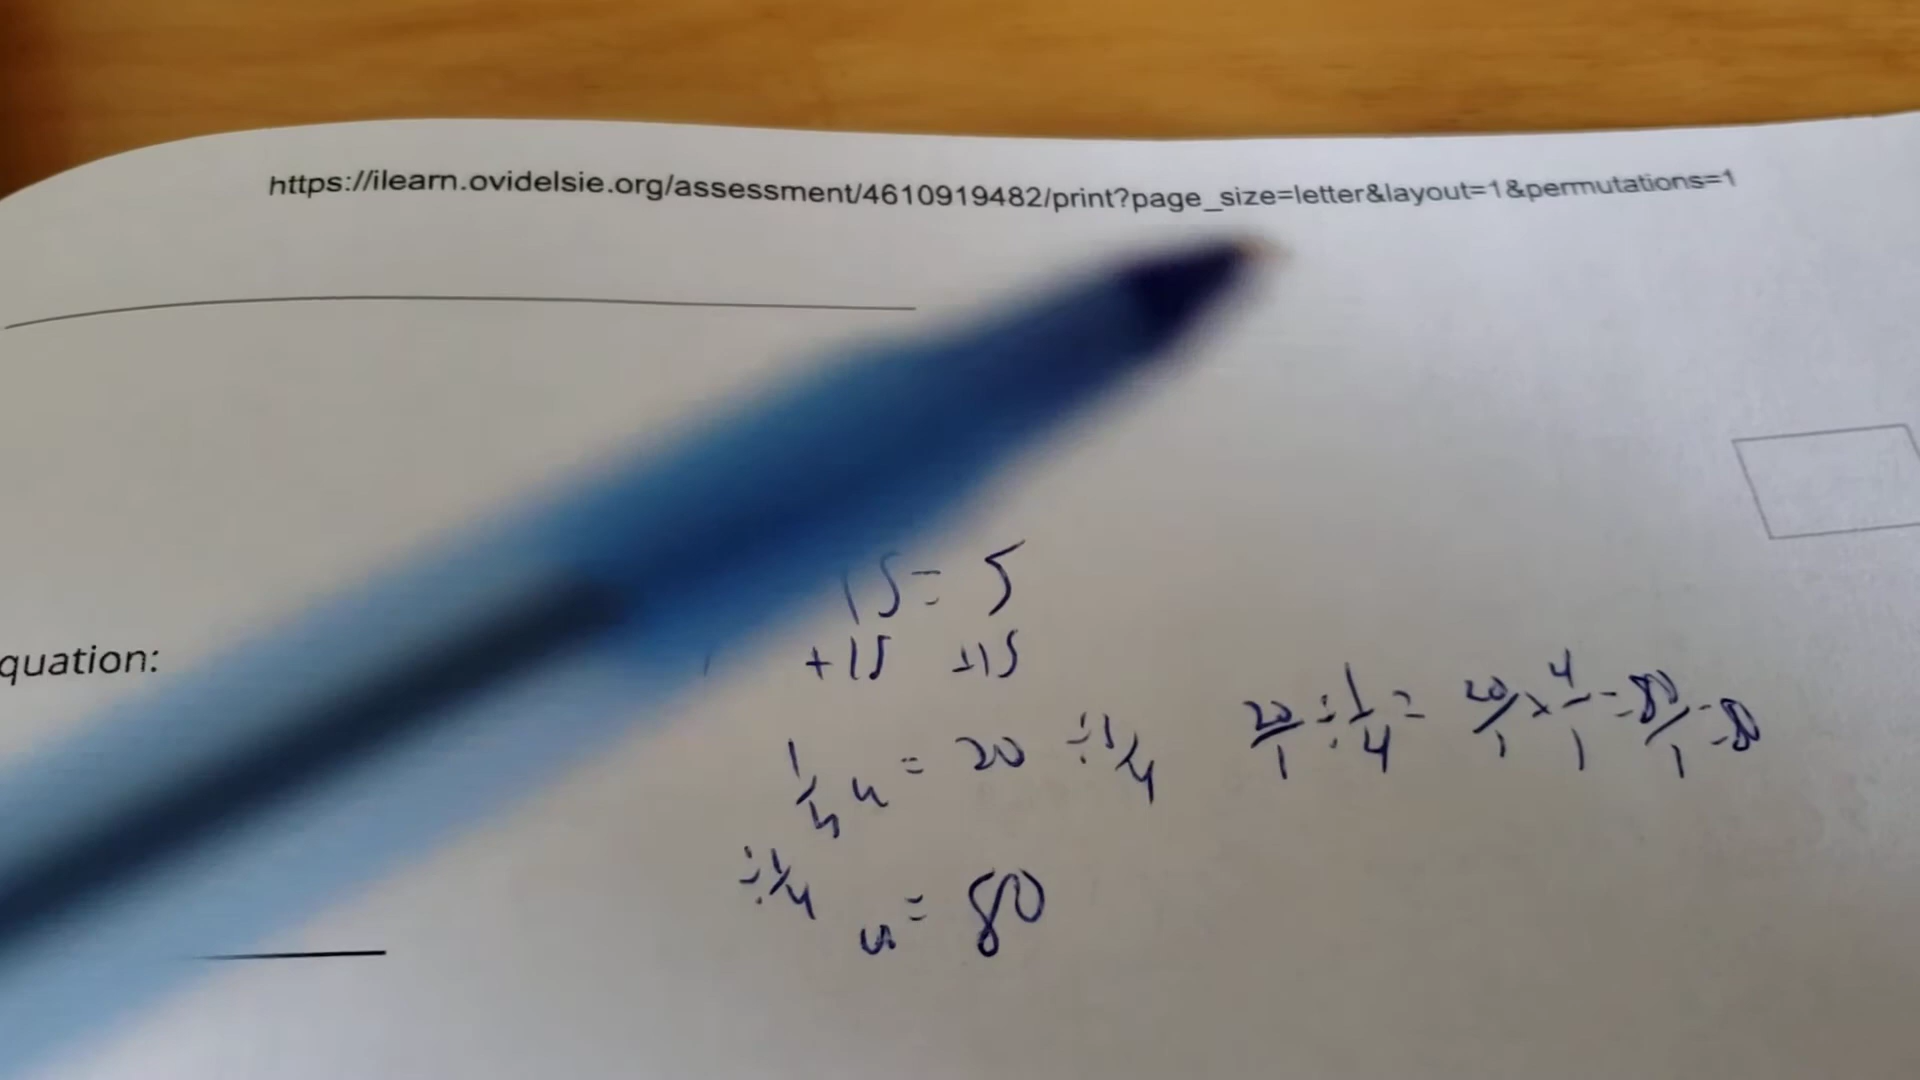 https://ilearn.ovidelsie.org/assessment/4610919482/print?page_size=letter&layout=1&permutations=1
15 = 5
quation:
+15 +15
1/4 u = 20 ÷ 1/4
20/1 ÷ 1/4 = 20/1 × 4/1 = 80/1 = 80
÷ 1/4
u = 80